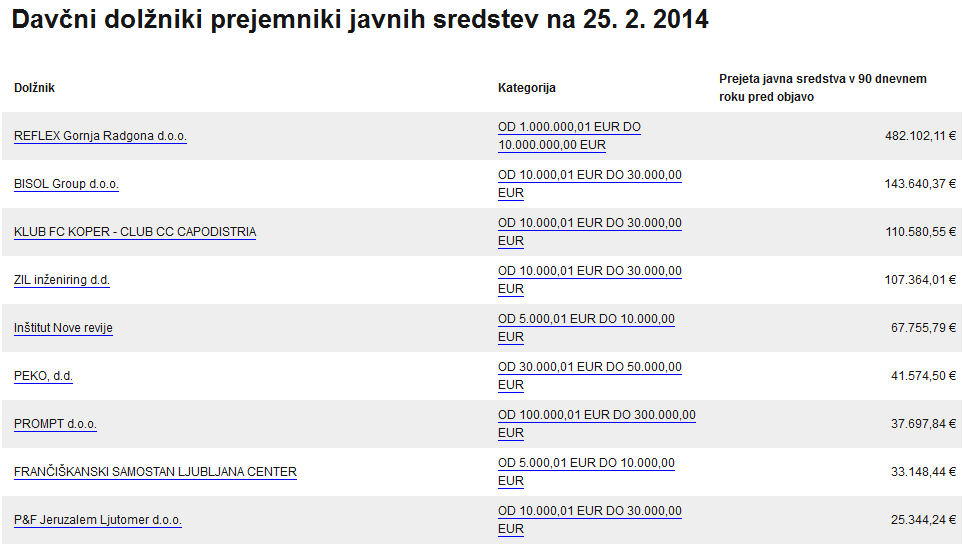 Davčni dolžniki prejemniki javnih sredstev na 25. 2. 2014
Dolžnik
Kategorija
Prejeta javna sredstva v 90 dnevnem
roku pred objavo
REFLEX Gornja Radgona d.o.o.
OD 1.000.000,01 EUR DO
10.000.000,00 EUR
482.102,11 €
BISOL Group d.o.o.
OD 10.000,01 EUR DO 30.000,00
EUR
143.640,37 €
KLUB FC KOPER - CLUB CC CAPODISTRIA
OD 10.000,01 EUR DO 30.000,00
EUR
110.580,55 €
ZIL inženiring d.d.
OD 10.000,01 EUR DO 30.000,00
EUR
107.364,01 €
Inštitut Nove revije
OD 5.000,01 EUR DO 10.000,00
EUR
67.755,79 €
PEKO, d.d.
OD 30.000,01 EUR DO 50.000,00
EUR
41.574,50 €
PROMPT d.o.o.
OD 100.000,01 EUR DO 300.000,00
EUR
37.697,84 €
FRANČIŠKANSKI SAMOSTAN LJUBLJANA CENTER
OD 5.000,01 EUR DO 10.000,00
EUR
33.148,44 €
P&F Jeruzalem Ljutomer d.o.o.
OD 10.000,01 EUR DO 30.000,00
EUR
25.344,24 €